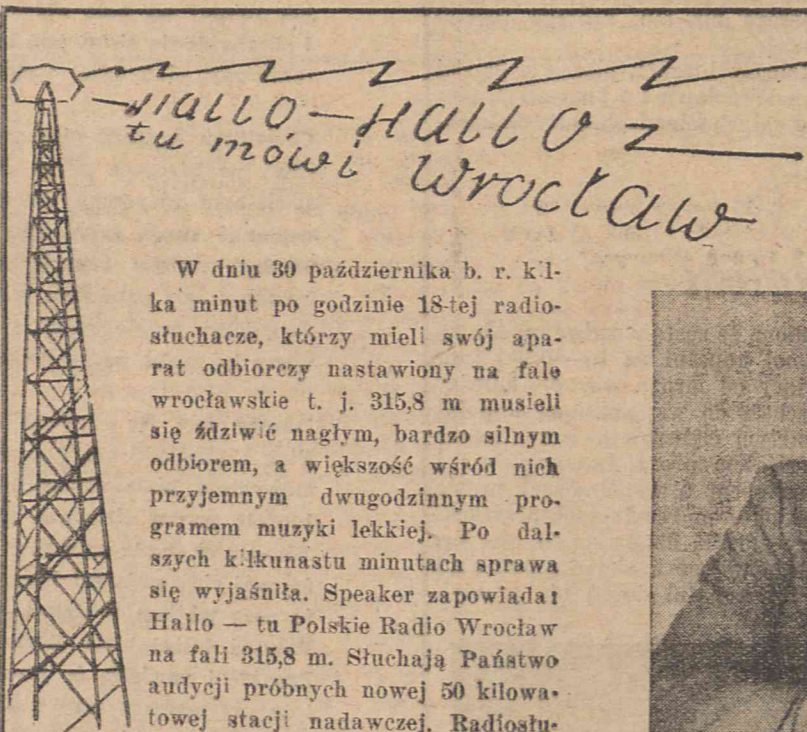 HALLO — HALLO
tu mówi Wrocław
W dniu 30 października b. r. kil-
ka minut po godzinie 18-tej radio-
słuchacze, którzy mieli swój apa-
rat odbiorczy nastawiony na fale
wrocławskie t. j. 315,8 m musieli
się ździwić nagłym, bardzo silnym
odbiorem, a większość wśród nich
przyjemnym dwugodzinnym pro-
gramem muzyki lekkiej. Po dal-
szych kilkunastu minutach sprawa
się wyjaśniła. Speaker zapowiada:
Hallo — tu Polskie Radio Wrocław
na fali 315,8 m. Słuchają Państwo
audycji próbnych nowej 50 kilowa-
towej stacji nadawczej. Radiosłu-